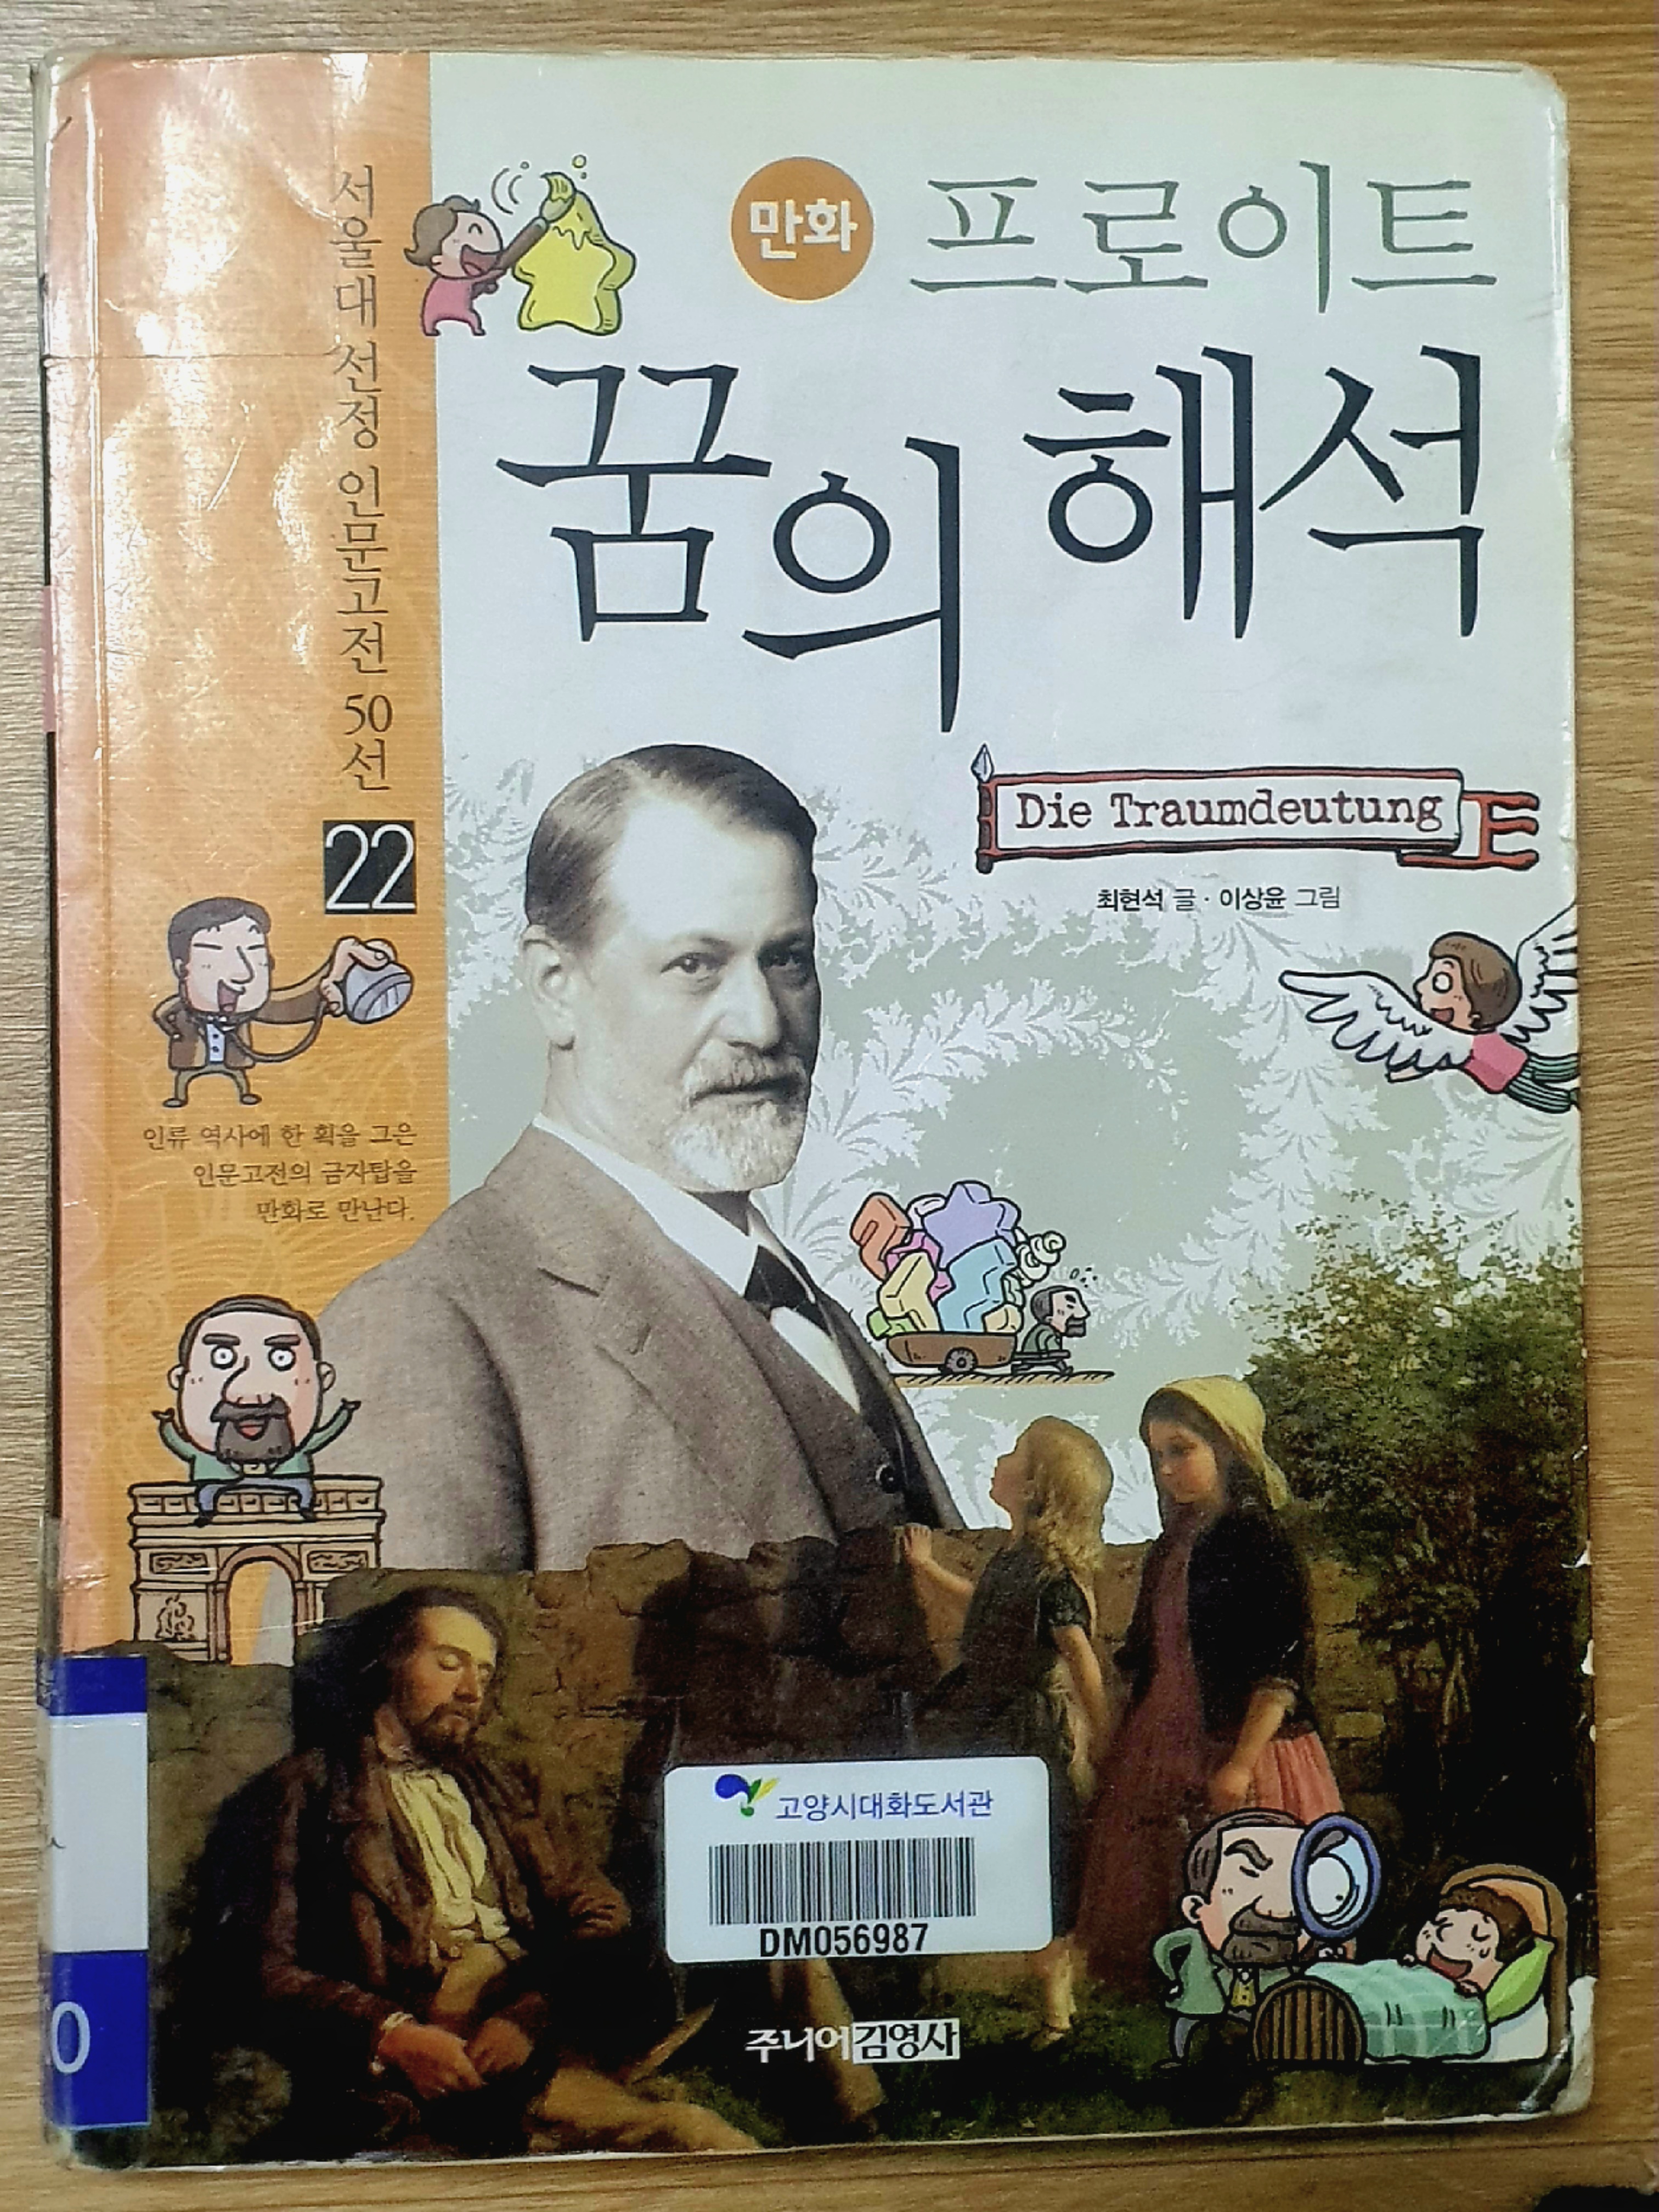 서울대 선정 인문고전 50선
22
만화
프로이트
꿈의 해석
Die Traumdeutung
최현석 글 · 이상윤 그림
인류 역사에 한 획을 그은
인문고전의 금자탑을
만화로 만난다.
고양시대화도서관
DM056987
주니어김영사
0